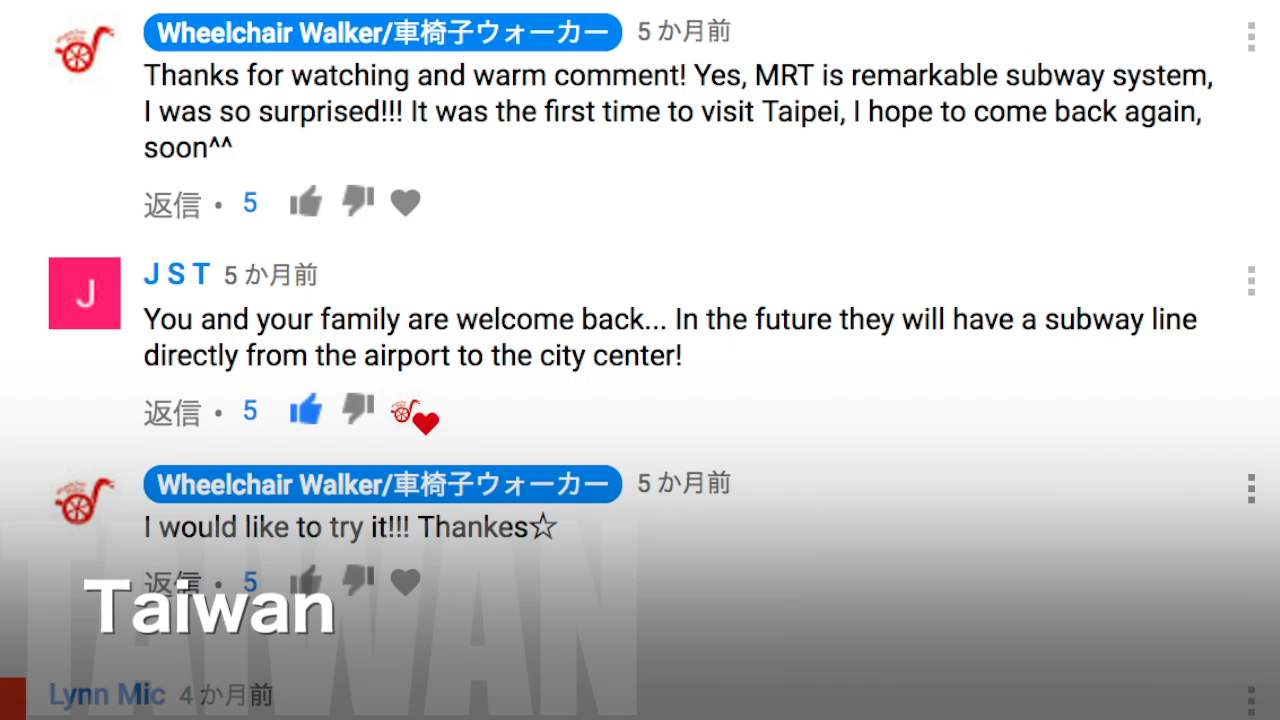 Wheelchair Walker/車椅子ウォーカー 5 か月前
Thanks for watching and warm comment! Yes, MRT is remarkable subway system,
I was so surprised!!! It was the first time to visit Taipei, I hope to come back again,
soon^^
返信 • 5
J
J S T 5 か月前
You and your family are welcome back... In the future they will have a subway line
directly from the airport to the city center!
返信 • 5
Wheelchair Walker/車椅子ウォーカー 5 か月前
I would like to try it!!! Thankes☆
返信 • 5
TAIWAN
Taiwan
Lynn Mic 4 か月前